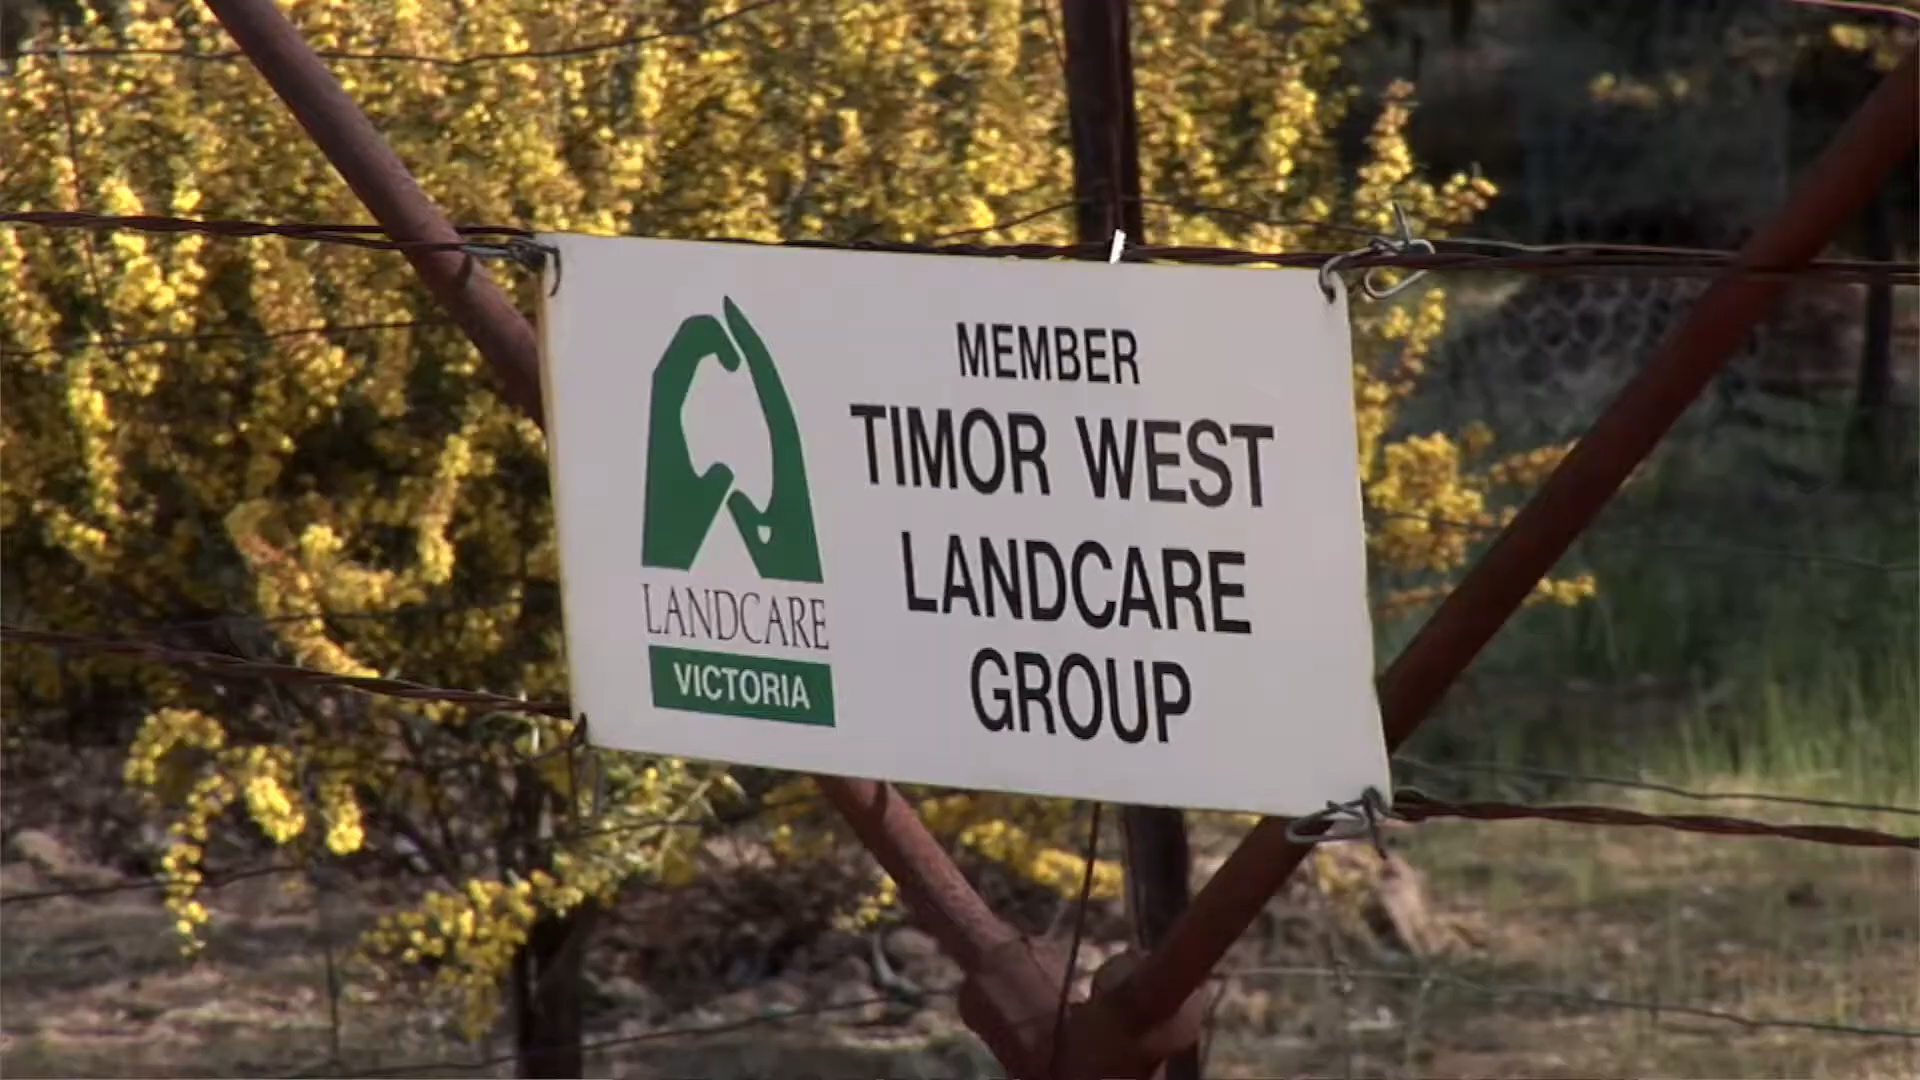 LANDCARE
VICTORIA
MEMBER
TIMOR WEST
LANDCARE
GROUP